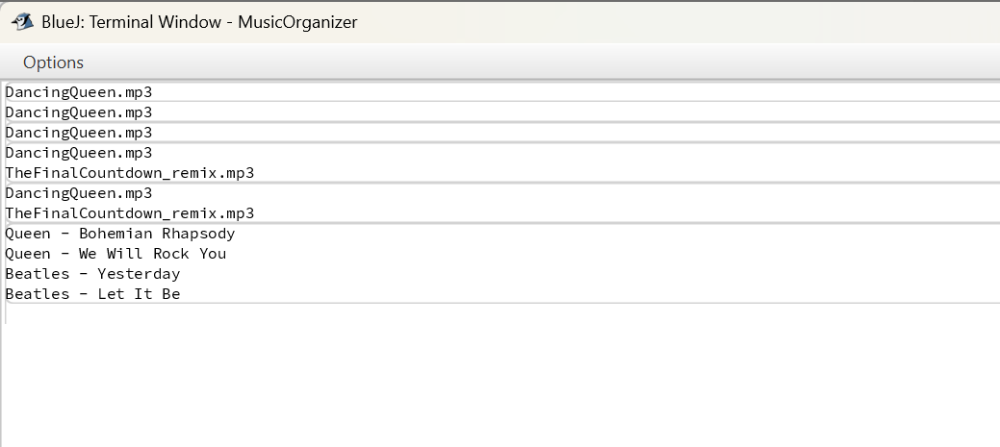 BlueJ: Terminal Window - MusicOrganizer
Options
DancingQueen.mp3
DancingQueen.mp3
DancingQueen.mp3
DancingQueen.mp3
TheFinalCountdown_remix.mp3
DancingQueen.mp3
TheFinalCountdown_remix.mp3
Queen - Bohemian Rhapsody
Queen - We Will Rock You
Beatles - Yesterday
Beatles - Let It Be